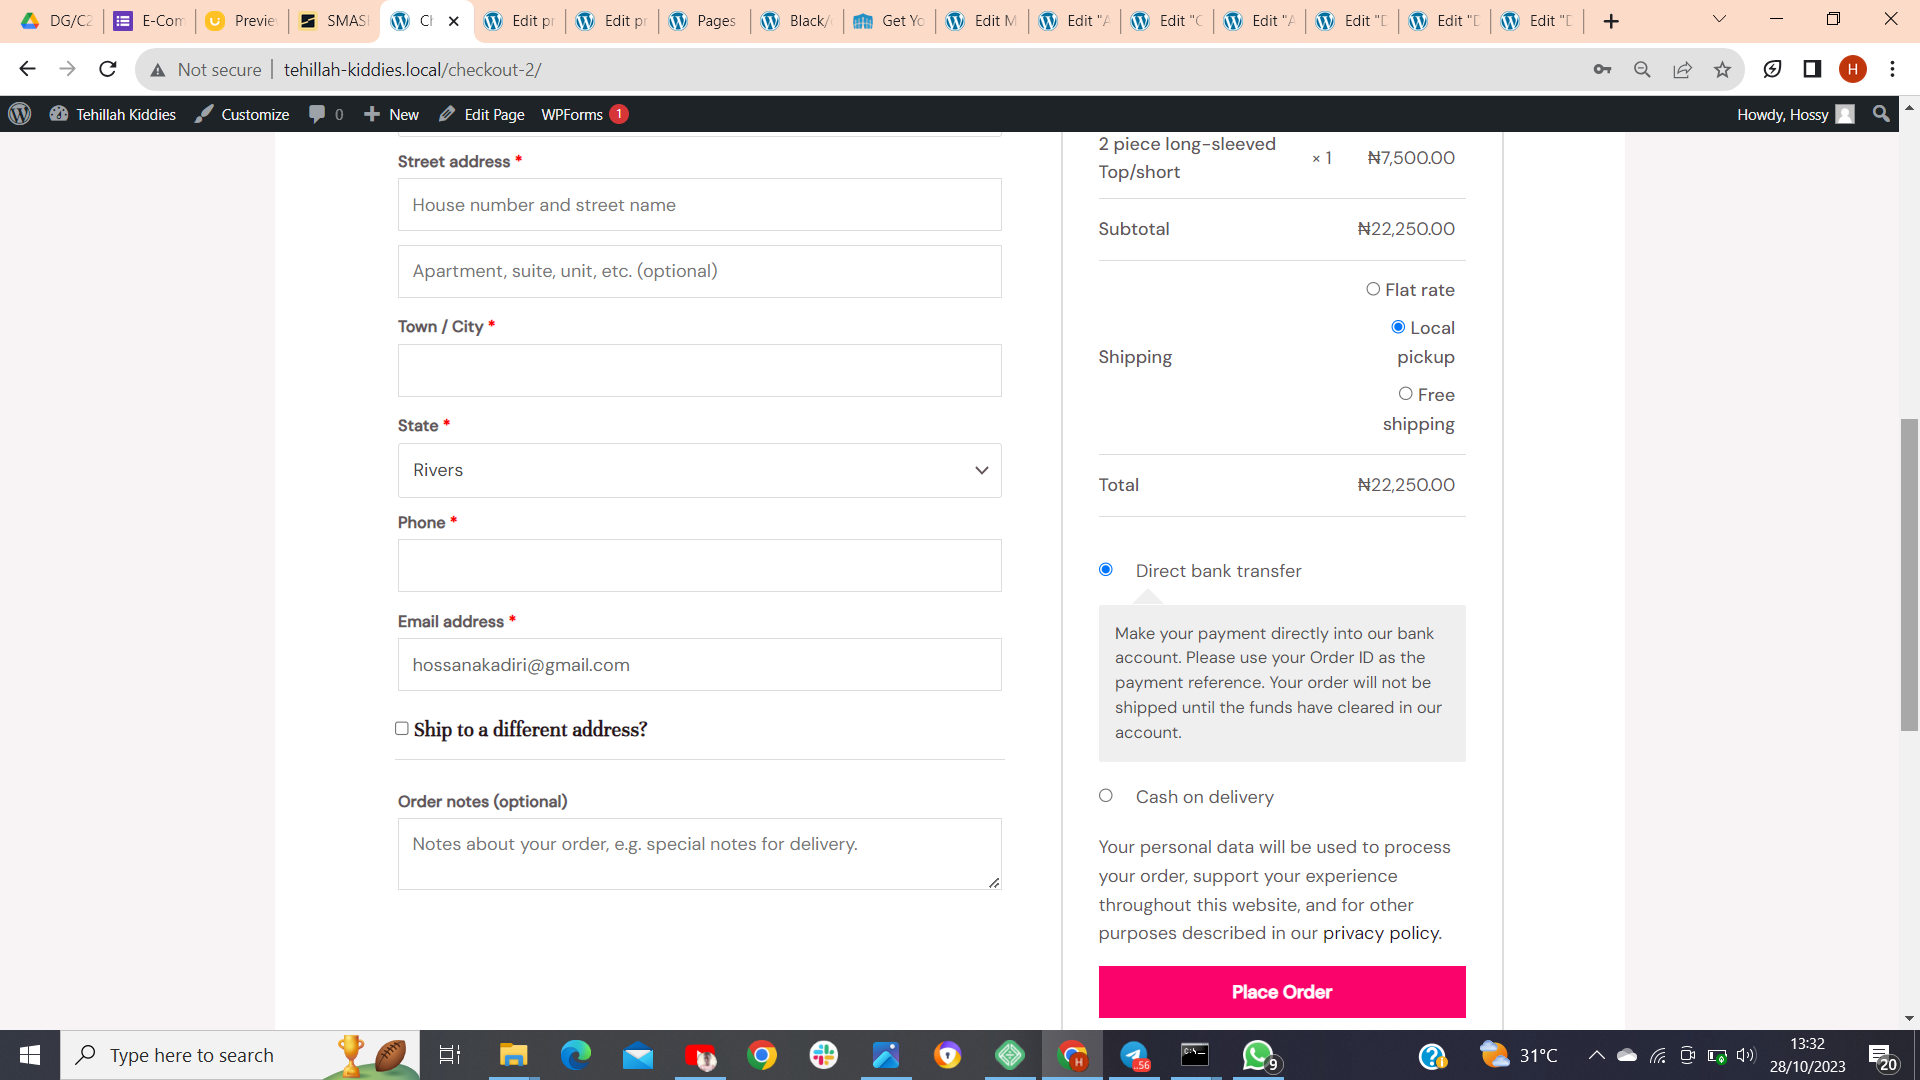 DG/C2
E-Com
Preview
SMAS
Ch
Edit pr
Edit pr
Pages
Black/
Get Yo
Edit M
Edit "A
Edit "C
Edit "A
Edit "D
Edit "D
Edit "D
Not secure
tehillah-kiddies.local/checkout-2/
H
Tehillah Kiddies
Customize
0
New
Edit Page
WPForms 1
Howdy, Hossy
Street address *
House number and street name
Apartment, suite, unit, etc. (optional)
Town / City *
State *
Rivers
Phone *
Email address *
hossanakadiri@gmail.com
Ship to a different address?
Order notes (optional)
Notes about your order, e.g. special notes for delivery.
2 piece long-sleeved
Top/short
× 1
₦7,500.00
Subtotal
₦22,250.00
Shipping
Flat rate
Local
pickup
Free
shipping
Total
₦22,250.00
Direct bank transfer
Make your payment directly into our bank
account. Please use your Order ID as the
payment reference. Your order will not be
shipped until the funds have cleared in our
account.
Cash on delivery
Your personal data will be used to process
your order, support your experience
throughout this website, and for other
purposes described in our privacy policy.
Place Order
Type here to search
H
..56
9
31°C
13:32
28/10/2023
20